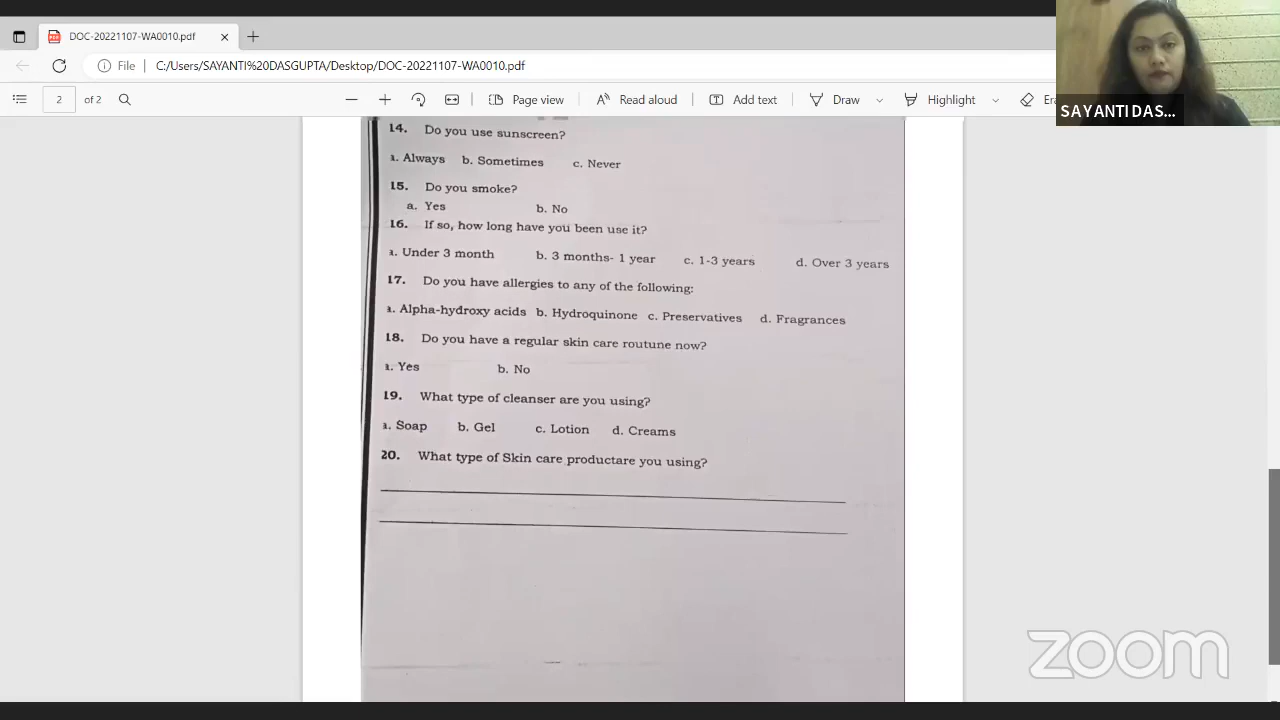 DOC-20221107-WA0010.pdf
File C:/Users/SAYANTI%20DASGUPTA/Desktop/DOC-20221107-WA0010.pdf
2 of 2 Page view Read aloud Add text Draw Highlight
SAYANTI DAS...
14. Do you use sunscreen?
a. Always b. Sometimes c. Never
15. Do you smoke?
a. Yes b. No
16. If so, how long have you been use it?
a. Under 3 month b. 3 months- 1 year c. 1-3 years d. Over 3 years
17. Do you have allergies to any of the following:
a. Alpha-hydroxy acids b. Hydroquinone c. Preservatives d. Fragrances
18. Do you have a regular skin care routune now?
a. Yes b. No
19. What type of cleanser are you using?
a. Soap b. Gel c. Lotion d. Creams
20. What type of Skin care productare you using?
zoom